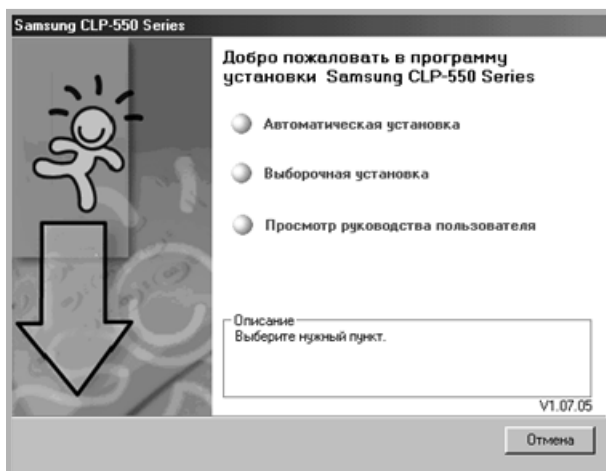 Samsung CLP-550 Series
Добро пожаловать в программу
установки Samsung CLP-550 Series
Автоматическая установка
Выборочная установка
Просмотр руководства пользователя
Описание
Выберите нужный пункт.
V1.07.05
Отмена